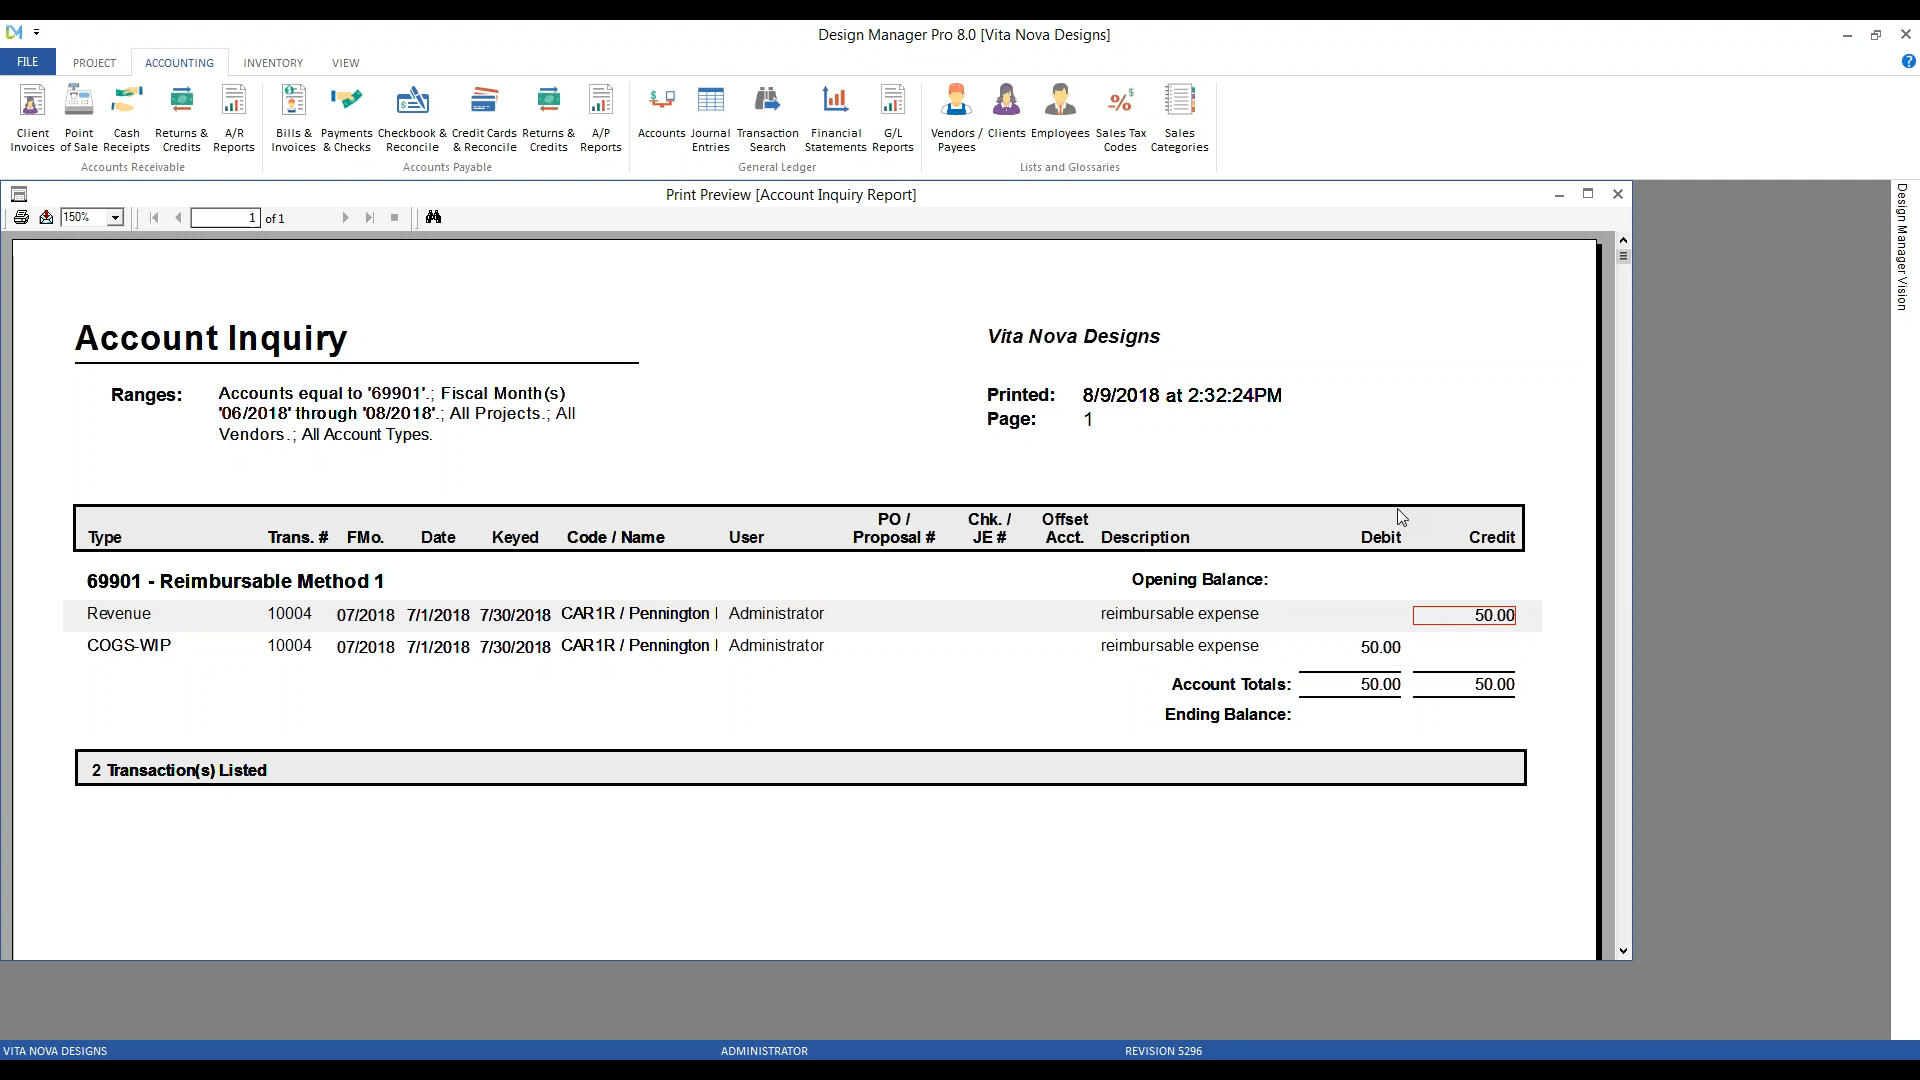 Design Manager Pro 8.0 [Vita Nova Designs]
FILE PROJECT ACCOUNTING INVENTORY VIEW
?
Client Invoices
Point of Sale
Cash Receipts
Returns & Credits
A/R Reports
Accounts Receivable
Bills & Invoices
Payments & Checks
Checkbook & Reconcile
Credit Cards & Reconcile
Returns & Credits
A/P Reports
Accounts Payable
Accounts
Journal Entries
Transaction Search
Financial Statements
G/L Reports
General Ledger
Vendors / Payees
Clients
Employees
Sales Tax Codes
Sales Categories
Lists and Glossaries
Design Manager Vision
Print Preview [Account Inquiry Report]
150% 1 of 1
Account Inquiry
Vita Nova Designs
Ranges: Accounts equal to '69901'.; Fiscal Month(s)
'06/2018' through '08/2018'.; All Projects.; All
Vendors.; All Account Types.
Printed: 8/9/2018 at 2:32:24PM
Page: 1
Type Trans. # FMo. Date Keyed Code / Name User PO / Proposal # Chk. / JE # Offset Acct. Description Debit Credit
69901 - Reimbursable Method 1 Opening Balance:
Revenue 10004 07/2018 7/1/2018 7/30/2018 CAR1R / Pennington Administrator reimbursable expense 50.00
COGS-WIP 10004 07/2018 7/1/2018 7/30/2018 CAR1R / Pennington Administrator reimbursable expense 50.00
Account Totals: 50.00 50.00
Ending Balance:
2 Transaction(s) Listed
VITA NOVA DESIGNS ADMINISTRATOR REVISION 5296